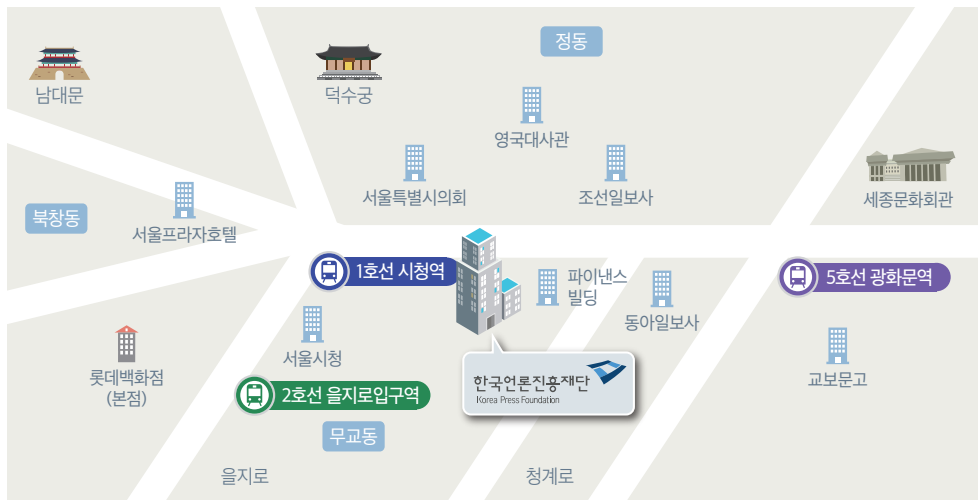 정동
남대문
덕수궁
영국대사관
서울특별시의회
조선일보사
세종문화회관
북창동
서울프라자호텔
1호선 시청역
파이낸스
빌딩
5호선 광화문역
동아일보사
서울시청
롯데백화점
(본점)
한국언론진흥재단
Korea Press Foundation
교보문고
2호선 을지로입구역
무교동
을지로
청계로